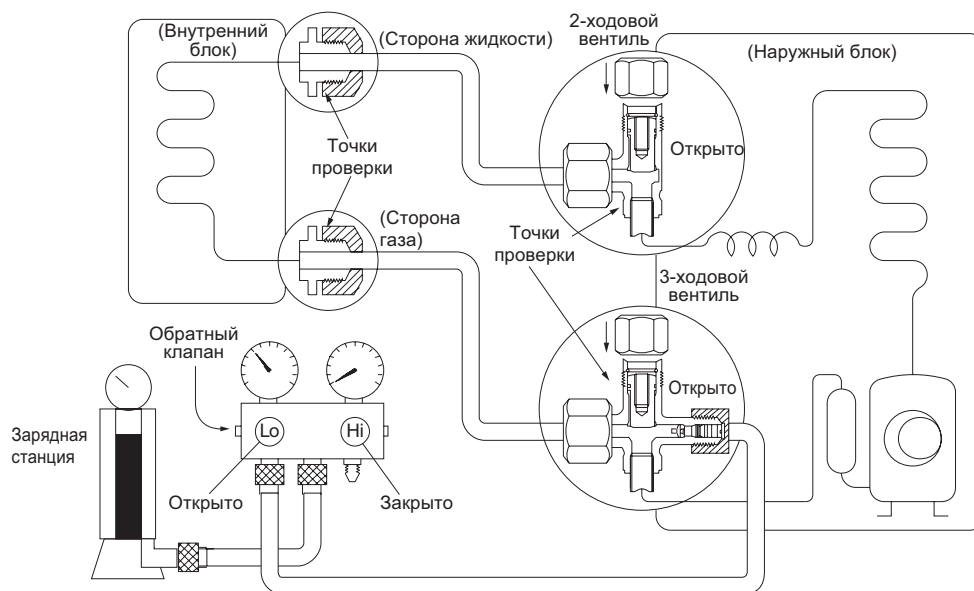 (Внутренний
блок)
(Сторона жидкости)
2-ходовой
вентиль
(Наружный блок)
Открыто
Точки
проверки
(Сторона
газа)
Точки
проверки
3-ходовой
вентиль
Обратный
клапан
Открыто
Зарядная
станция
Lo
Hi
Открыто
Закрыто